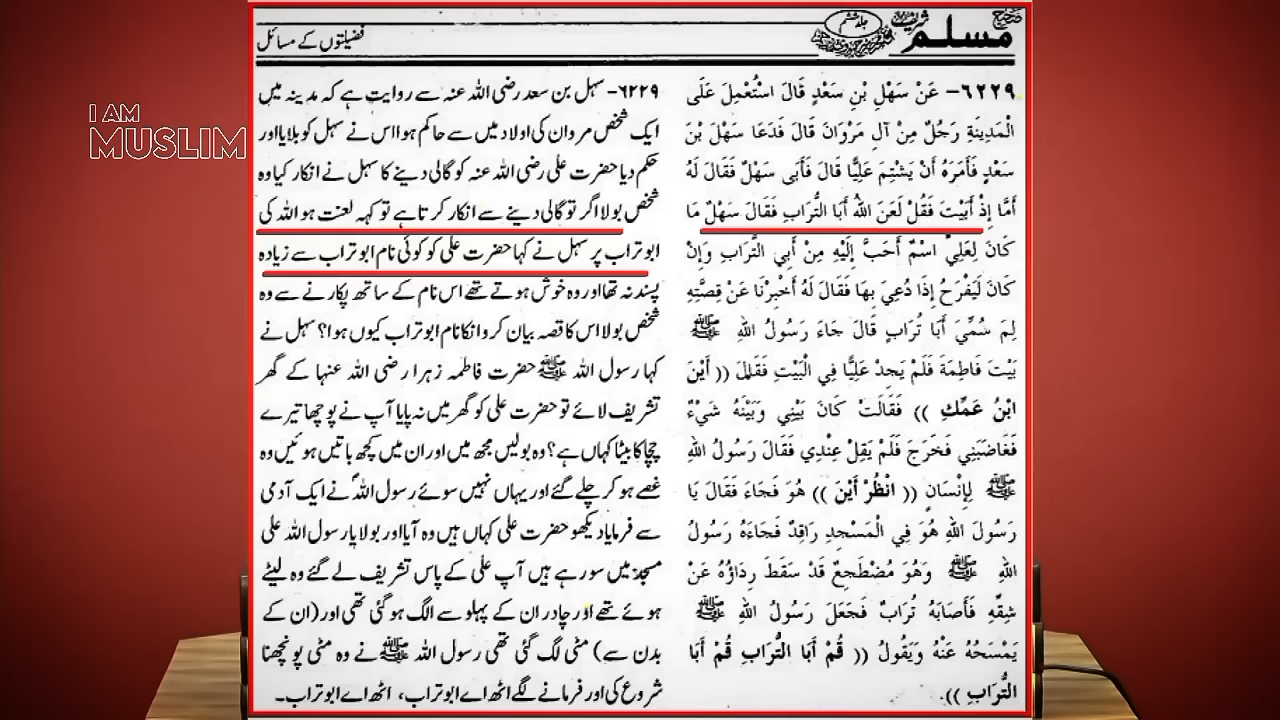 صحیح مسلم شریف
جلد ششم
فضیلتوں کے مسائل
I AM
MUSLIM
٦٢٢٩- عَنْ سَهْلِ بْنِ سَعْدٍ قَالَ اسْتُعْمِلَ عَلَى
الْمَدِينَةِ رَجُلٌ مِنْ آلِ مَرْوَانَ قَالَ فَدَعَا سَهْلَ بْنَ
سَعْدٍ فَأَمَرَهُ أَنْ يَشْتِمَ عَلِيًّا قَالَ فَأَبَى سَهْلٌ فَقَالَ لَهُ
أَمَّا إِذْ أَبَيْتَ فَقُلْ لَعَنَ اللهُ أَبَا التُّرَابِ فَقَالَ سَهْلٌ مَا
كَانَ لِعَلِيٍّ اسْمٌ أَحَبَّ إِلَيْهِ مِنْ أَبِي التُّرَابِ وَإِنْ
كَانَ لَيَفْرَحُ إِذَا دُعِيَ بِهَا فَقَالَ لَهُ أَخْبِرْنَا عَنْ قِصَّتِهِ
لِمَ سُمِّيَ أَبَا تُرَابٍ قَالَ جَاءَ رَسُولُ اللهِ ﷺ
بَيْتَ فَاطِمَةَ فَلَمْ يَجِدْ عَلِيًّا فِي الْبَيْتِ فَقَالَ (( أَيْنَ
ابْنُ عَمِّكِ )) فَقَالَتْ كَانَ بَيْنِي وَبَيْنَهُ شَيْءٌ
فَغَاضَبَنِي فَخَرَجَ فَلَمْ يَقِلْ عِنْدِي فَقَالَ رَسُولُ اللهِ
ﷺ لِإِنْسَانٍ (( انْظُرْ أَيْنَ )) هُوَ فَجَاءَ فَقَالَ يَا
رَسُولَ اللهِ هُوَ فِي الْمَسْجِدِ رَاقِدٌ فَجَاءَهُ رَسُولُ
اللهِ ﷺ وَهُوَ مُضْطَجِعٌ قَدْ سَقَطَ رِدَاؤُهُ عَنْ
شِقِّهِ فَأَصَابَهُ تُرَابٌ فَجَعَلَ رَسُولُ اللهِ ﷺ
يَمْسَحُهُ عَنْهُ وَيَقُولُ (( قُمْ أَبَا التُّرَابِ قُمْ أَبَا
التُّرَابِ )).
٦٢٢٩- سہل بن سعد رضی اللہ عنہ سے روایت ہے کہ مدینہ میں
ایک شخص مروان کی اولاد میں سے حاکم ہوا اس نے سہل کو بلایا اور
حکم دیا حضرت علی رضی اللہ عنہ کو گالی دینے کا سہل نے انکار کیا وہ
شخص بولا اگر تو گالی دینے سے انکار کرتا ہے تو کہہ لعنت ہو اللہ کی
ابو تراب پر سہل نے کہا حضرت علی کو کوئی نام ابو تراب سے زیادہ
پسند نہ تھا اور وہ خوش ہوتے تھے اس نام کے ساتھ پکارنے سے وہ
شخص بولا اس کا قصہ بیان کرو انکا نام ابو تراب کیوں ہوا؟ سہل نے
کہا رسول اللہ ﷺ حضرت فاطمہ زہرا رضی اللہ عنہا کے گھر
تشریف لائے تو حضرت علی کو گھر میں نہ پایا آپ نے پوچھا تیرے
چچا کا بیٹا کہاں ہے؟ وہ بولیں مجھ میں اور ان میں کچھ باتیں ہوئیں وہ
غصے ہو کر چلے گئے اور یہاں نہیں سوئے رسول اللہؐ نے ایک آدمی
سے فرمایا دیکھو حضرت علی کہاں ہیں وہ آیا اور بولا یا رسول اللہ علی
مسجد میں سو رہے ہیں آپ علی کے پاس تشریف لے گئے وہ لیٹے
ہوئے تھے اور چادر ان کے پہلو سے الگ ہو گئی تھی اور (ان کے
بدن سے) مٹی لگ گئی تھی رسول اللہ ﷺ نے وہ مٹی پونچھنا
شروع کی اور فرمانے لگے اٹھ اے ابو تراب، اٹھ اے ابو تراب۔